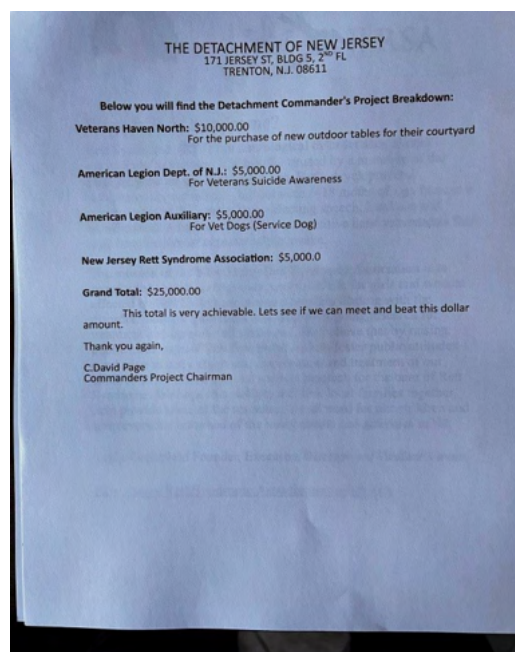 THE DETACHMENT OF NEW JERSEY
171 JERSEY ST, BLDG 5, 2ND FL
TRENTON, N.J. 08611
Below you will find the Detachment Commander's Project Breakdown:
Veterans Haven North: $10,000.00
For the purchase of new outdoor tables for their courtyard
American Legion Dept. of N.J.: $5,000.00
For Veterans Suicide Awareness
American Legion Auxiliary: $5,000.00
For Vet Dogs (Service Dog)
New Jersey Rett Syndrome Association: $5,000.0
Grand Total: $25,000.00
This total is very achievable. Lets see if we can meet and beat this dollar
amount.
Thank you again,
C.David Page
Commanders Project Chairman